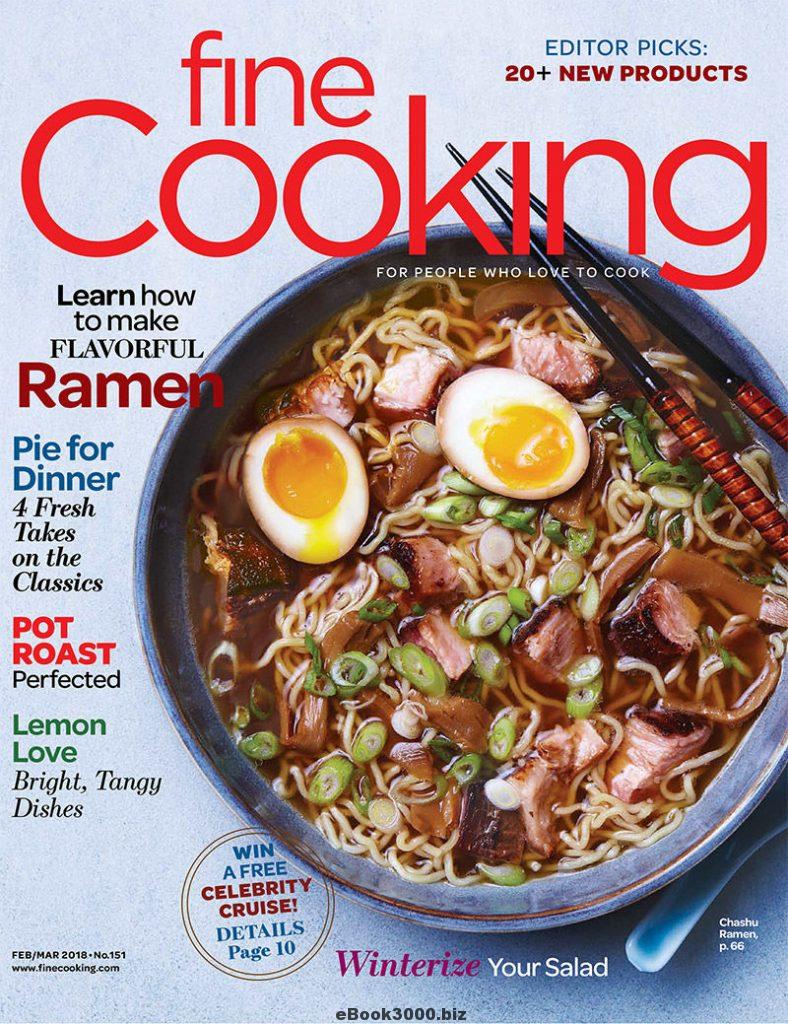 EDITOR PICKS:
20+ NEW PRODUCTS
fine
Cooking
FOR PEOPLE WHO LOVE TO COOK
Learn how
to make
FLAVORFUL
Ramen
Pie for
Dinner
4 Fresh
Takes
on the
Classics
POT
ROAST
Perfected
Lemon
Love
Bright, Tangy
Dishes
WIN
A FREE
CELEBRITY
CRUISE!
DETAILS
Page 10
Chashu
Ramen,
p. 66
FEB/MAR 2018 • No.151
www.finecooking.com
Winterize Your Salad
eBook3000.biz